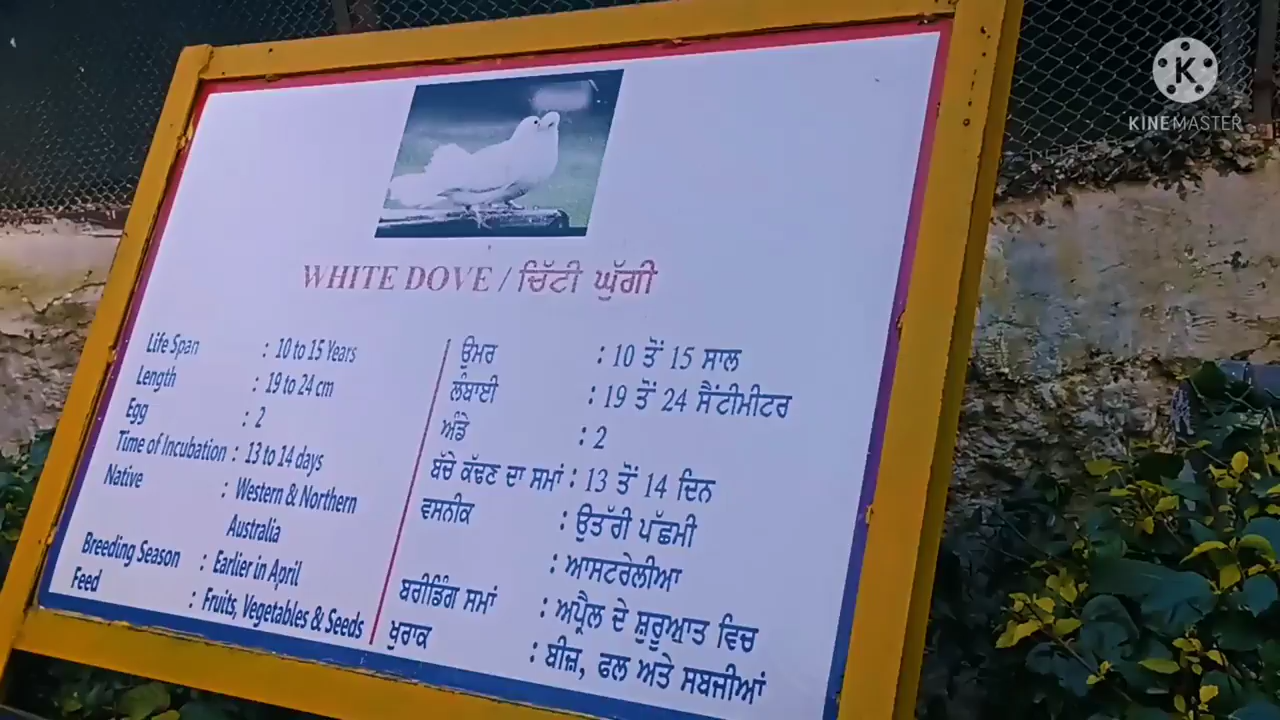 K
KINEMASTER
WHITE DOVE / ਚਿੱਟੀ ਘੁੱਗੀ
Life Span : 10 to 15 Years
Length : 19 to 24 cm
Egg : 2
Time of Incubation : 13 to 14 days
Native : Western & Northern
Australia
Breeding Season : Earlier in April
Feed : Fruits, Vegetables & Seeds
ਉਮਰ : 10 ਤੋਂ 15 ਸਾਲ
ਲੰਬਾਈ : 19 ਤੋਂ 24 ਸੈਂਟੀਮੀਟਰ
ਅੰਡੇ : 2
ਬੱਚੇ ਕੱਢਣ ਦਾ ਸਮਾਂ : 13 ਤੋਂ 14 ਦਿਨ
ਵਸਨੀਕ : ਉਤਰੀ ਪੱਛਮੀ
: ਆਸਟਰੇਲੀਆ
ਬਰੀਡਿੰਗ ਸਮਾਂ : ਅਪ੍ਰੈਲ ਦੇ ਸ਼ੁਰੂਆਤ ਵਿਚ
ਖੁਰਾਕ : ਬੀਜ਼, ਫਲ ਅਤੇ ਸਬਜੀਆਂ